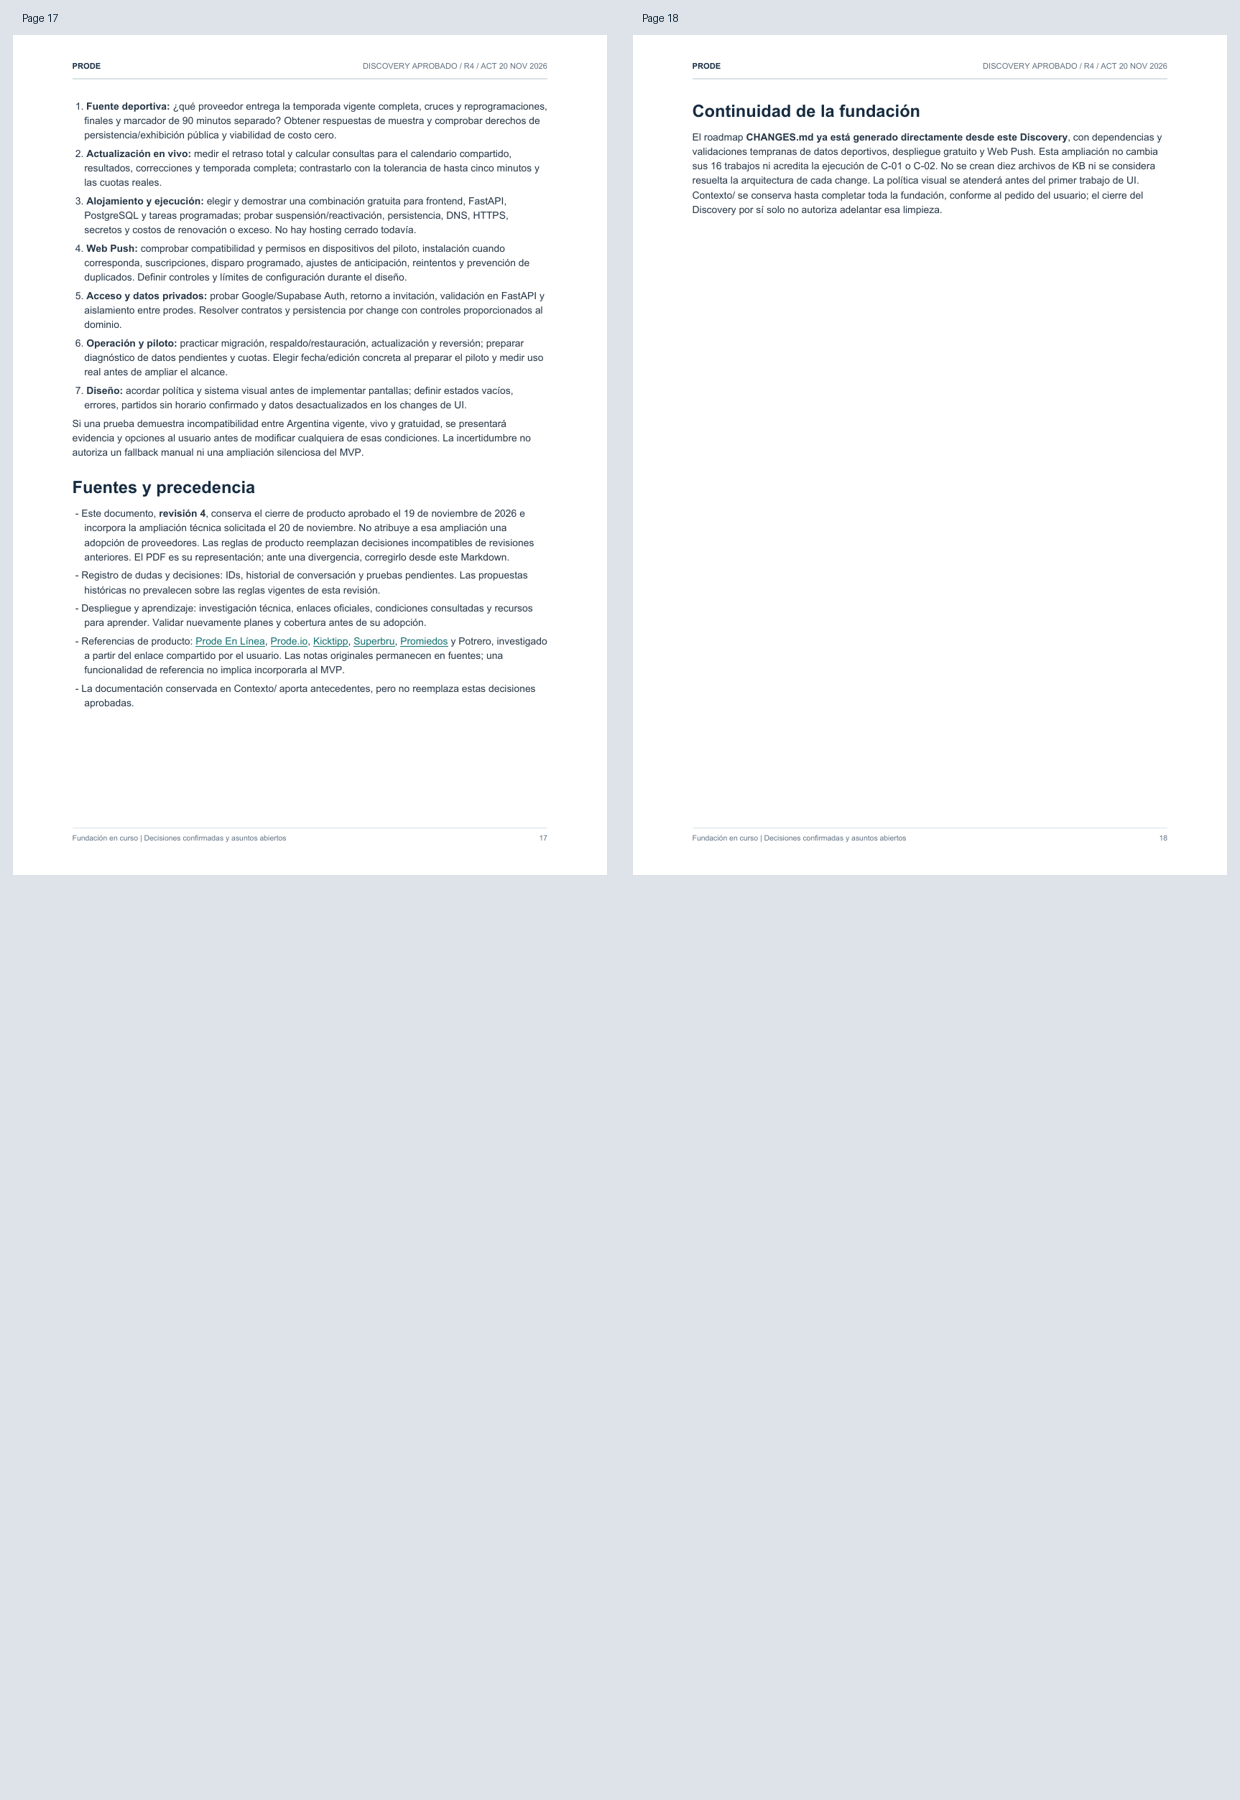 Page 17
PRODE
DISCOVERY APROBADO / R4 / ACT 20 NOV 2026
1. Fuente deportiva: ¿qué proveedor entrega la temporada vigente completa, cruces y reprogramaciones,
finales y marcador de 90 minutos separado? Obtener respuestas de muestra y comprobar derechos de
persistencia/exhibición pública y viabilidad de costo cero.
2. Actualización en vivo: medir el retraso total y calcular consultas para el calendario compartido,
resultados, correcciones y temporada completa; contrastarlo con la tolerancia de hasta cinco minutos y
las cuotas reales.
3. Alojamiento y ejecución: elegir y demostrar una combinación gratuita para frontend, FastAPI,
PostgreSQL y tareas programadas; probar suspensión/reactivación, persistencia, DNS, HTTPS,
secretos y costos de renovación o exceso. No hay hosting cerrado todavía.
4. Web Push: comprobar compatibilidad y permisos en dispositivos del piloto, instalación cuando
corresponda, suscripciones, disparo programado, ajustes de anticipación, reintentos y prevención de
duplicados. Definir controles y límites de configuración durante el diseño.
5. Acceso y datos privados: probar Google/Supabase Auth, retorno a invitación, validación en FastAPI y
aislamiento entre prodes. Resolver contratos y persistencia por change con controles proporcionados al
dominio.
6. Operación y piloto: practicar migración, respaldo/restauración, actualización y reversión; preparar
diagnóstico de datos pendientes y cuotas. Elegir fecha/edición concreta al preparar el piloto y medir uso
real antes de ampliar el alcance.
7. Diseño: acordar política y sistema visual antes de implementar pantallas; definir estados vacíos,
errores, partidos sin horario confirmado y datos desactualizados en los changes de UI.
Si una prueba demuestra incompatibilidad entre Argentina vigente, vivo y gratuidad, se presentará
evidencia y opciones al usuario antes de modificar cualquiera de esas condiciones. La incertidumbre no
autoriza un fallback manual ni una ampliación silenciosa del MVP.
Fuentes y precedencia
- Este documento, revisión 4, conserva el cierre de producto aprobado el 19 de noviembre de 2026 e
incorpora la ampliación técnica solicitada el 20 de noviembre. No atribuye a esa ampliación una
adopción de proveedores. Las reglas de producto reemplazan decisiones incompatibles de revisiones
anteriores. El PDF es su representación; ante una divergencia, corregirlo desde este Markdown.
- Registro de dudas y decisiones: IDs, historial de conversación y pruebas pendientes. Las propuestas
históricas no prevalecen sobre las reglas vigentes de esta revisión.
- Despliegue y aprendizaje: investigación técnica, enlaces oficiales, condiciones consultadas y recursos
para aprender. Validar nuevamente planes y cobertura antes de su adopción.
- Referencias de producto: Prode En Línea, Prode.io, Kicktipp, Superbru, Promiedos y Potrero, investigado
a partir del enlace compartido por el usuario. Las notas originales permanecen en fuentes; una
funcionalidad de referencia no implica incorporarla al MVP.
- La documentación conservada en Contexto/ aporta antecedentes, pero no reemplaza estas decisiones
aprobadas.
Fundación en curso | Decisiones confirmadas y asuntos abiertos
17
Page 18
PRODE
DISCOVERY APROBADO / R4 / ACT 20 NOV 2026
Continuidad de la fundación
El roadmap CHANGES.md ya está generado directamente desde este Discovery, con dependencias y
validaciones tempranas de datos deportivos, despliegue gratuito y Web Push. Esta ampliación no cambia
sus 16 trabajos ni acredita la ejecución de C-01 o C-02. No se crean diez archivos de KB ni se considera
resuelta la arquitectura de cada change. La política visual se atenderá antes del primer trabajo de UI.
Contexto/ se conserva hasta completar toda la fundación, conforme al pedido del usuario; el cierre del
Discovery por sí solo no autoriza adelantar esa limpieza.
Fundación en curso | Decisiones confirmadas y asuntos abiertos
18